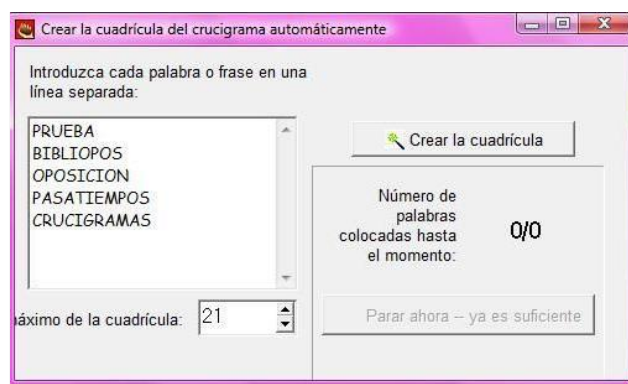 Crear la cuadrícula del crucigrama automáticamente
Introduzca cada palabra o frase en una
línea separada:
PRUEBA
BIBLIOPOS
OPOSICION
PASATIEMPOS
CRUCIGRAMAS
Crear la cuadrícula
Número de
palabras
colocadas hasta
el momento:
0/0
máximo de la cuadrícula:
21
Parar ahora -- ya es suficiente